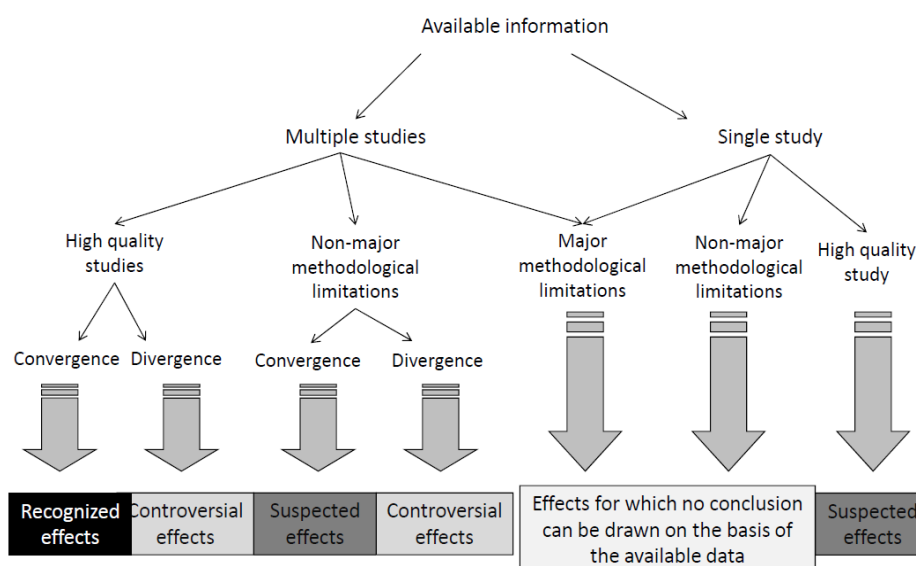 Available information
Multiple studies
Single study
High quality
studies
Non-major
methodological
limitations
Major
methodological
limitations
Non-major
methodological
limitations
High quality
study
Convergence
Divergence
Convergence
Divergence
Recognized
effects
Controversial
effects
Suspected
effects
Controversial
effects
Effects for which no conclusion
can be drawn on the basis of
the available data
Suspected
effects